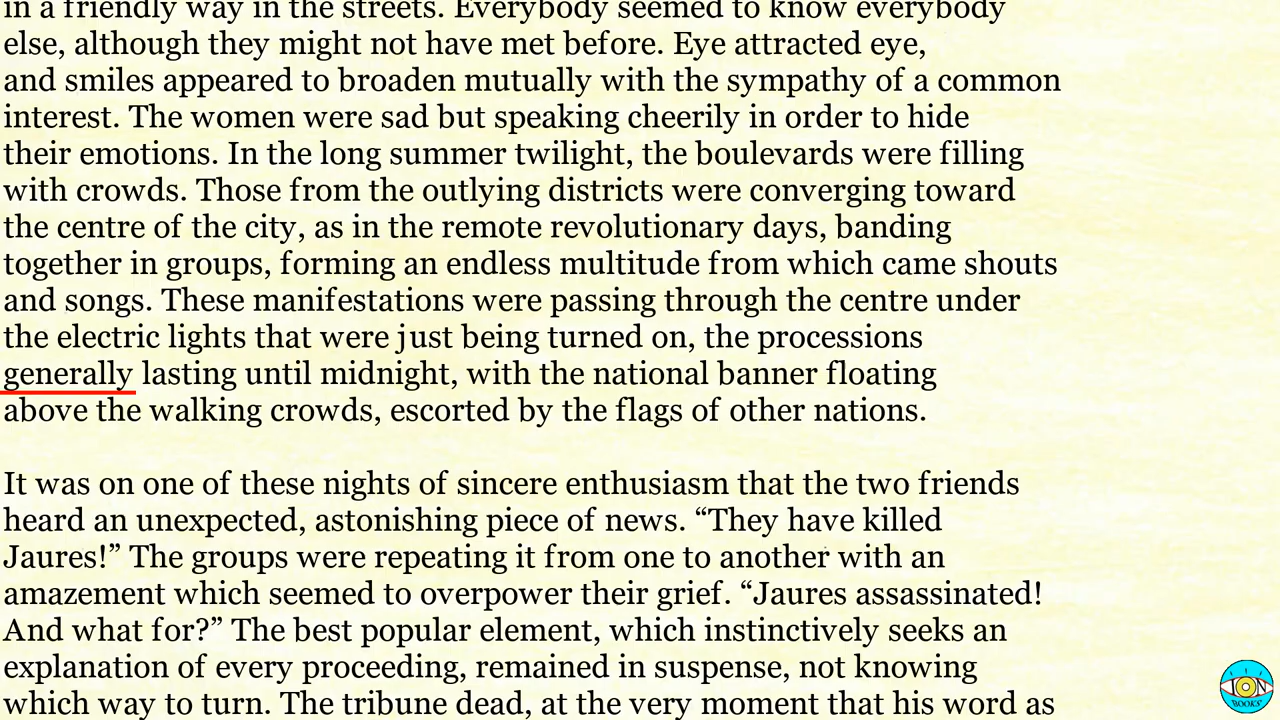 in a friendly way in the streets. Everybody seemed to know everybody
else, although they might not have met before. Eye attracted eye,
and smiles appeared to broaden mutually with the sympathy of a common
interest. The women were sad but speaking cheerily in order to hide
their emotions. In the long summer twilight, the boulevards were filling
with crowds. Those from the outlying districts were converging toward
the centre of the city, as in the remote revolutionary days, banding
together in groups, forming an endless multitude from which came shouts
and songs. These manifestations were passing through the centre under
the electric lights that were just being turned on, the processions
generally lasting until midnight, with the national banner floating
above the walking crowds, escorted by the flags of other nations.
It was on one of these nights of sincere enthusiasm that the two friends
heard an unexpected, astonishing piece of news. “They have killed
Jaures!” The groups were repeating it from one to another with an
amazement which seemed to overpower their grief. “Jaures assassinated!
And what for?” The best popular element, which instinctively seeks an
explanation of every proceeding, remained in suspense, not knowing
which way to turn. The tribune dead, at the very moment that his word as
ION
BOOKS